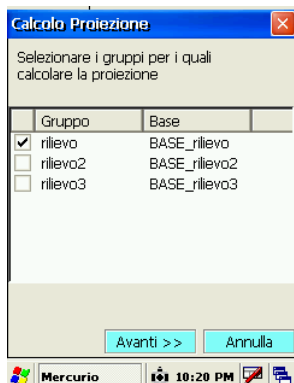 Calcolo Proiezione
Selezionare i gruppi per i quali
calcolare la proiezione
Gruppo Base
rilievo BASE_rilievo
rilievo2 BASE_rilievo2
rilievo3 BASE_rilievo3
Avanti >> Annulla
Mercurio 10:20 PM